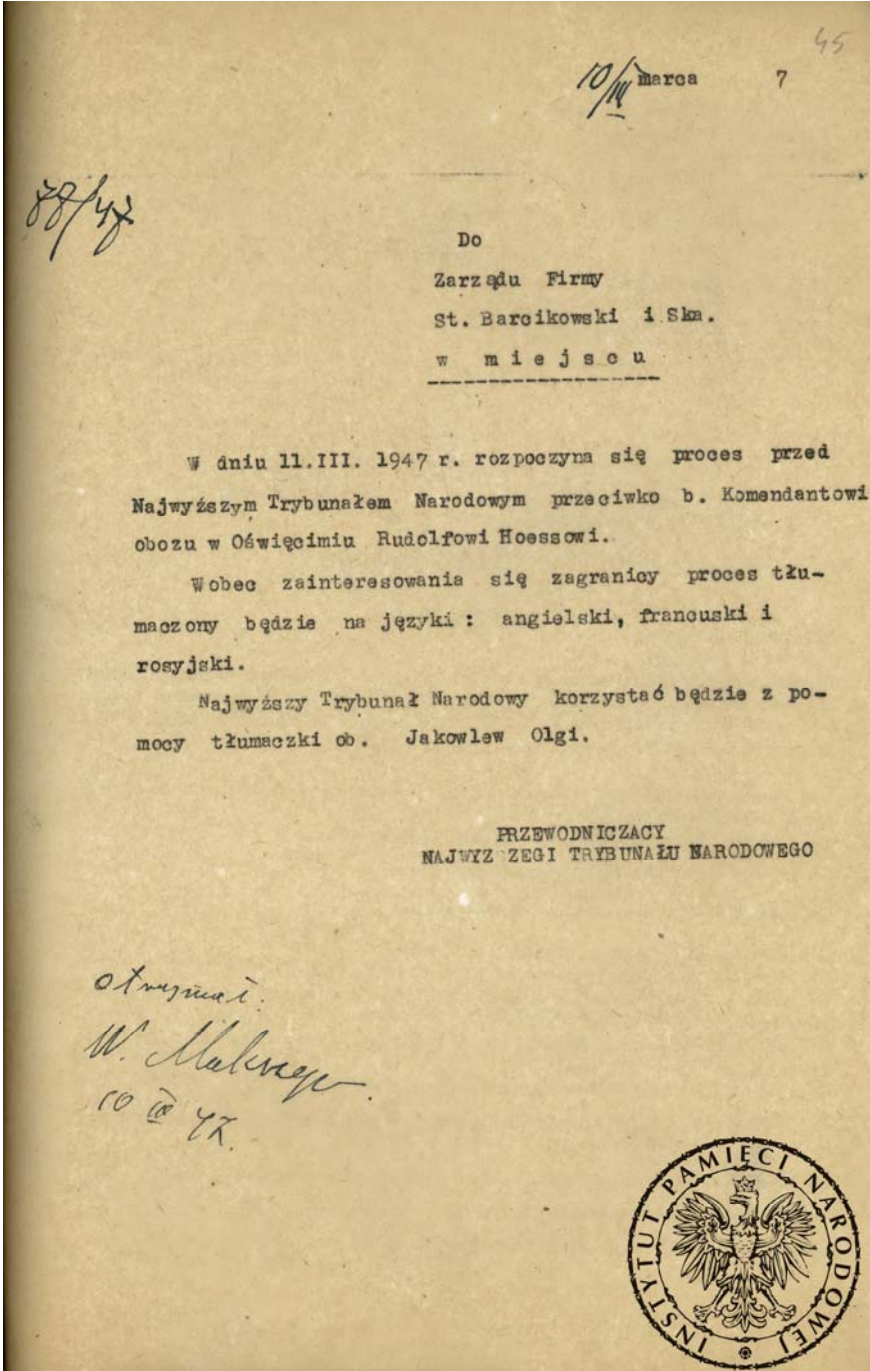 45
10/III marca 7
78/47
Do
Zarządu Firmy
St. Barcikowski i Ska.
w miejscu
W dniu 11.III. 1947 r. rozpoczyna się proces przed
Najwyższym Trybunałem Narodowym przeciwko b. Komendantowi
obozu w Oświęcimiu Rudolfowi Hoessowi.
Wobec zainteresowania się zagranicy proces tłu-
maczony będzie na języki : angielski, francuski i
rosyjski.
Najwyższy Trybunał Narodowy korzystać będzie z po-
mocy tłumaczki ob. Jakowlew Olgi.
PRZEWODNICZACY
NAJWYZ ZEGI TRYBUNAŁU NARODOWEGO
otrzymał:
W.
10 III 47.
INSTYTUT PAMIĘCI NARODOWEJ